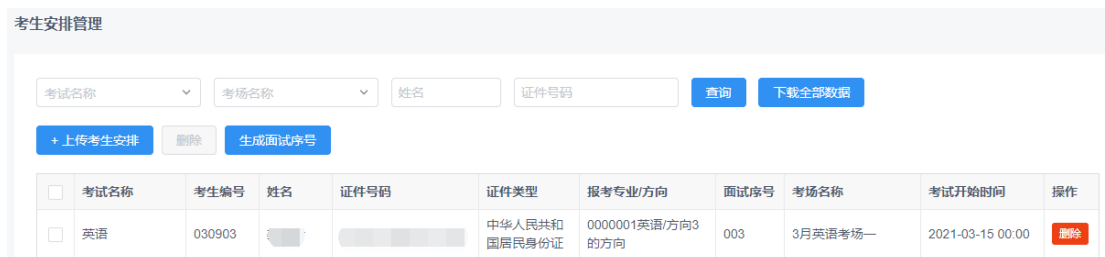 考生安排管理
考试名称 考场名称 姓名 证件号码 查询 下载全部数据
+ 上传考生安排 删除 生成面试序号
考试名称 考生编号 姓名 证件号码 证件类型 报考专业/方向 面试序号 考场名称 考试开始时间 操作
英语 030903 中华人民共和 0000001英语/方向3 003 3月英语考场一 2021-03-15 00:00 删除
国居民身份证 的方向